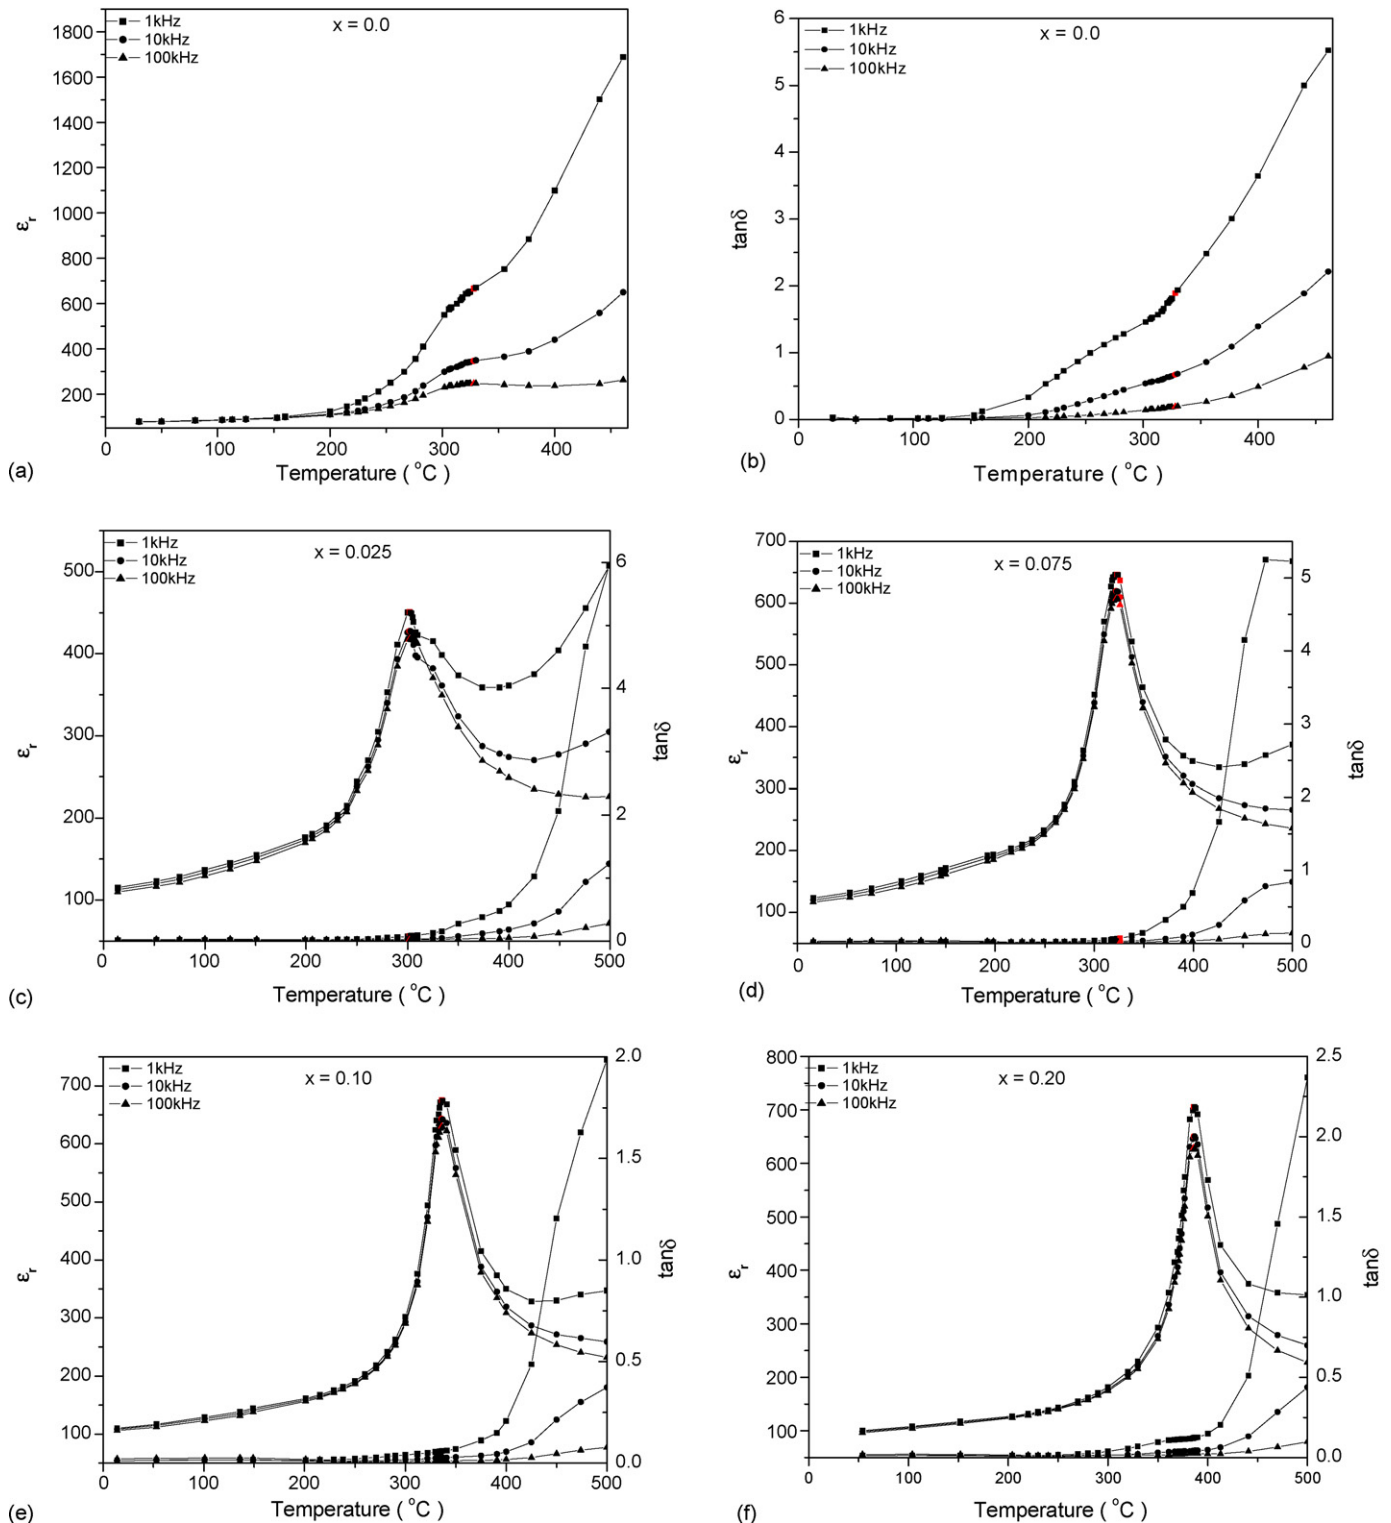 1kHz
10kHz
100kHz
x = 0.0
1800
1600
1400
1200
1000
800
600
400
200
εr
0 100 200 300 400
Temperature ( °C )
(a)
1kHz
10kHz
100kHz
x = 0.0
6
5
4
3
2
1
0
tanδ
0 100 200 300 400
Temperature ( °C )
(b)
1kHz
10kHz
100kHz
x = 0.025
500
400
300
200
100
εr
6
4
2
0
tanδ
0 100 200 300 400 500
Temperature ( °C )
(c)
1kHz
10kHz
100kHz
x = 0.075
700
600
500
400
300
200
100
εr
5
4
3
2
1
0
tanδ
0 100 200 300 400 500
Temperature ( °C )
(d)
1kHz
10kHz
100kHz
x = 0.10
700
600
500
400
300
200
100
εr
2.0
1.5
1.0
0.5
0.0
tanδ
0 100 200 300 400 500
Temperature ( °C )
(e)
1kHz
10kHz
100kHz
x = 0.20
800
700
600
500
400
300
200
100
εr
2.5
2.0
1.5
1.0
0.5
0.0
tanδ
0 100 200 300 400 500
Temperature ( °C )
(f)